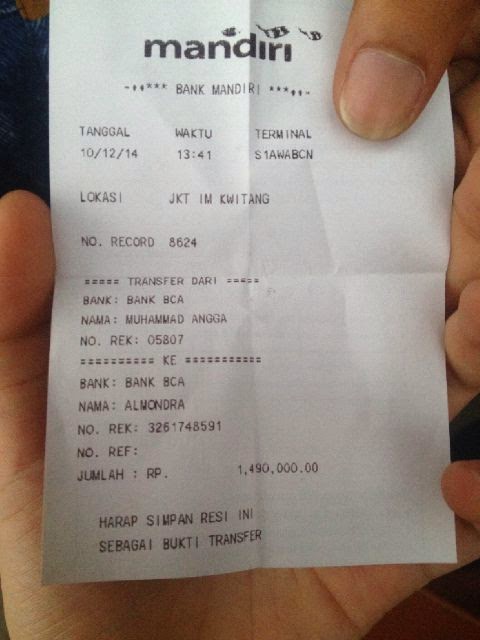 mandiri
-***** BANK MANDIRI *****-
TANGGAL WAKTU TERMINAL
10/12/14 13:41 S1AWABCN
LOKASI JKT IM KWITANG
NO. RECORD 8624
===== TRANSFER DARI =====
BANK: BANK BCA
NAMA: MUHAMMAD ANGGA
NO. REK: 05807
========== KE ===========
BANK: BANK BCA
NAMA: ALMONDRA
NO. REK: 3261748591
NO. REF:
JUMLAH : RP. 1,490,000.00
HARAP SIMPAN RESI INI
SEBAGAI BUKTI TRANSFER